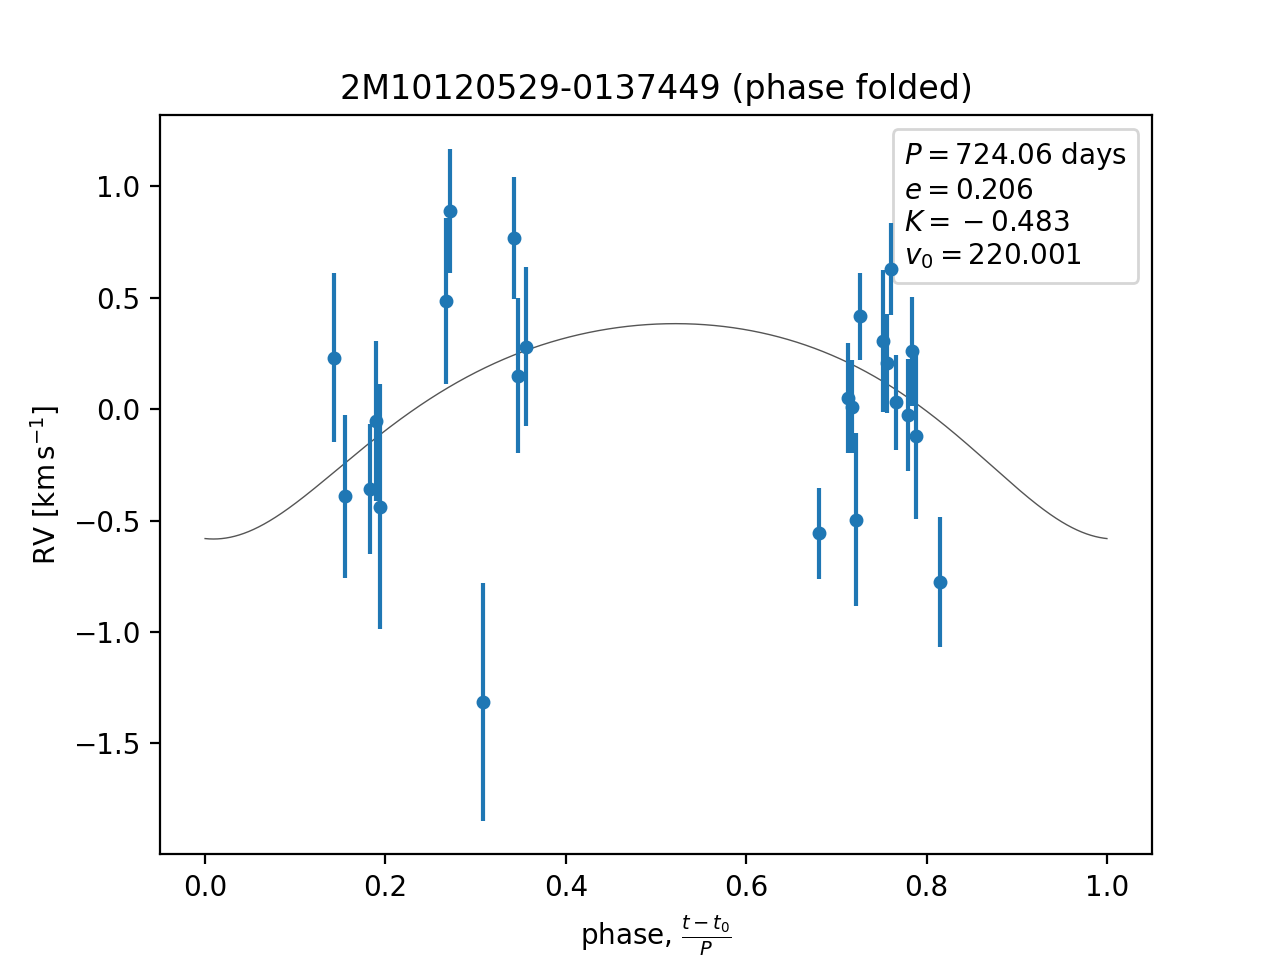 2M10120529-0137449 (phase folded)
P = 724.06 days
e = 0.206
K = −0.483
v₀ = 220.001
1.0
0.5
0.0
−0.5
−1.0
−1.5
RV [km s⁻¹]
0.0 0.2 0.4 0.6 0.8 1.0
phase, (t − t₀)/P